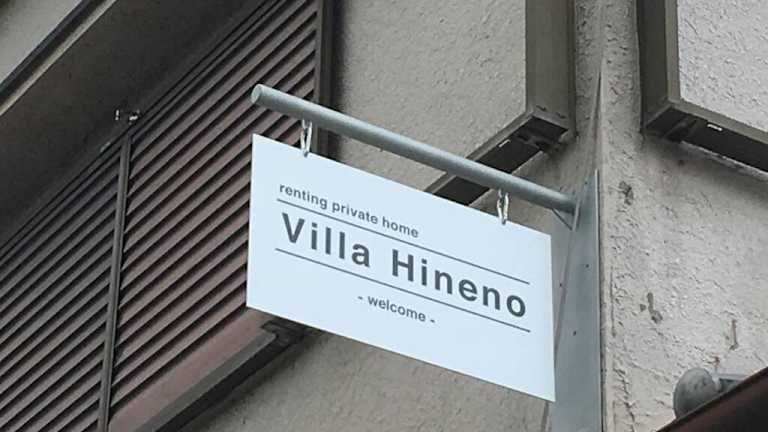 renting private home
Villa Hineno
- welcome -